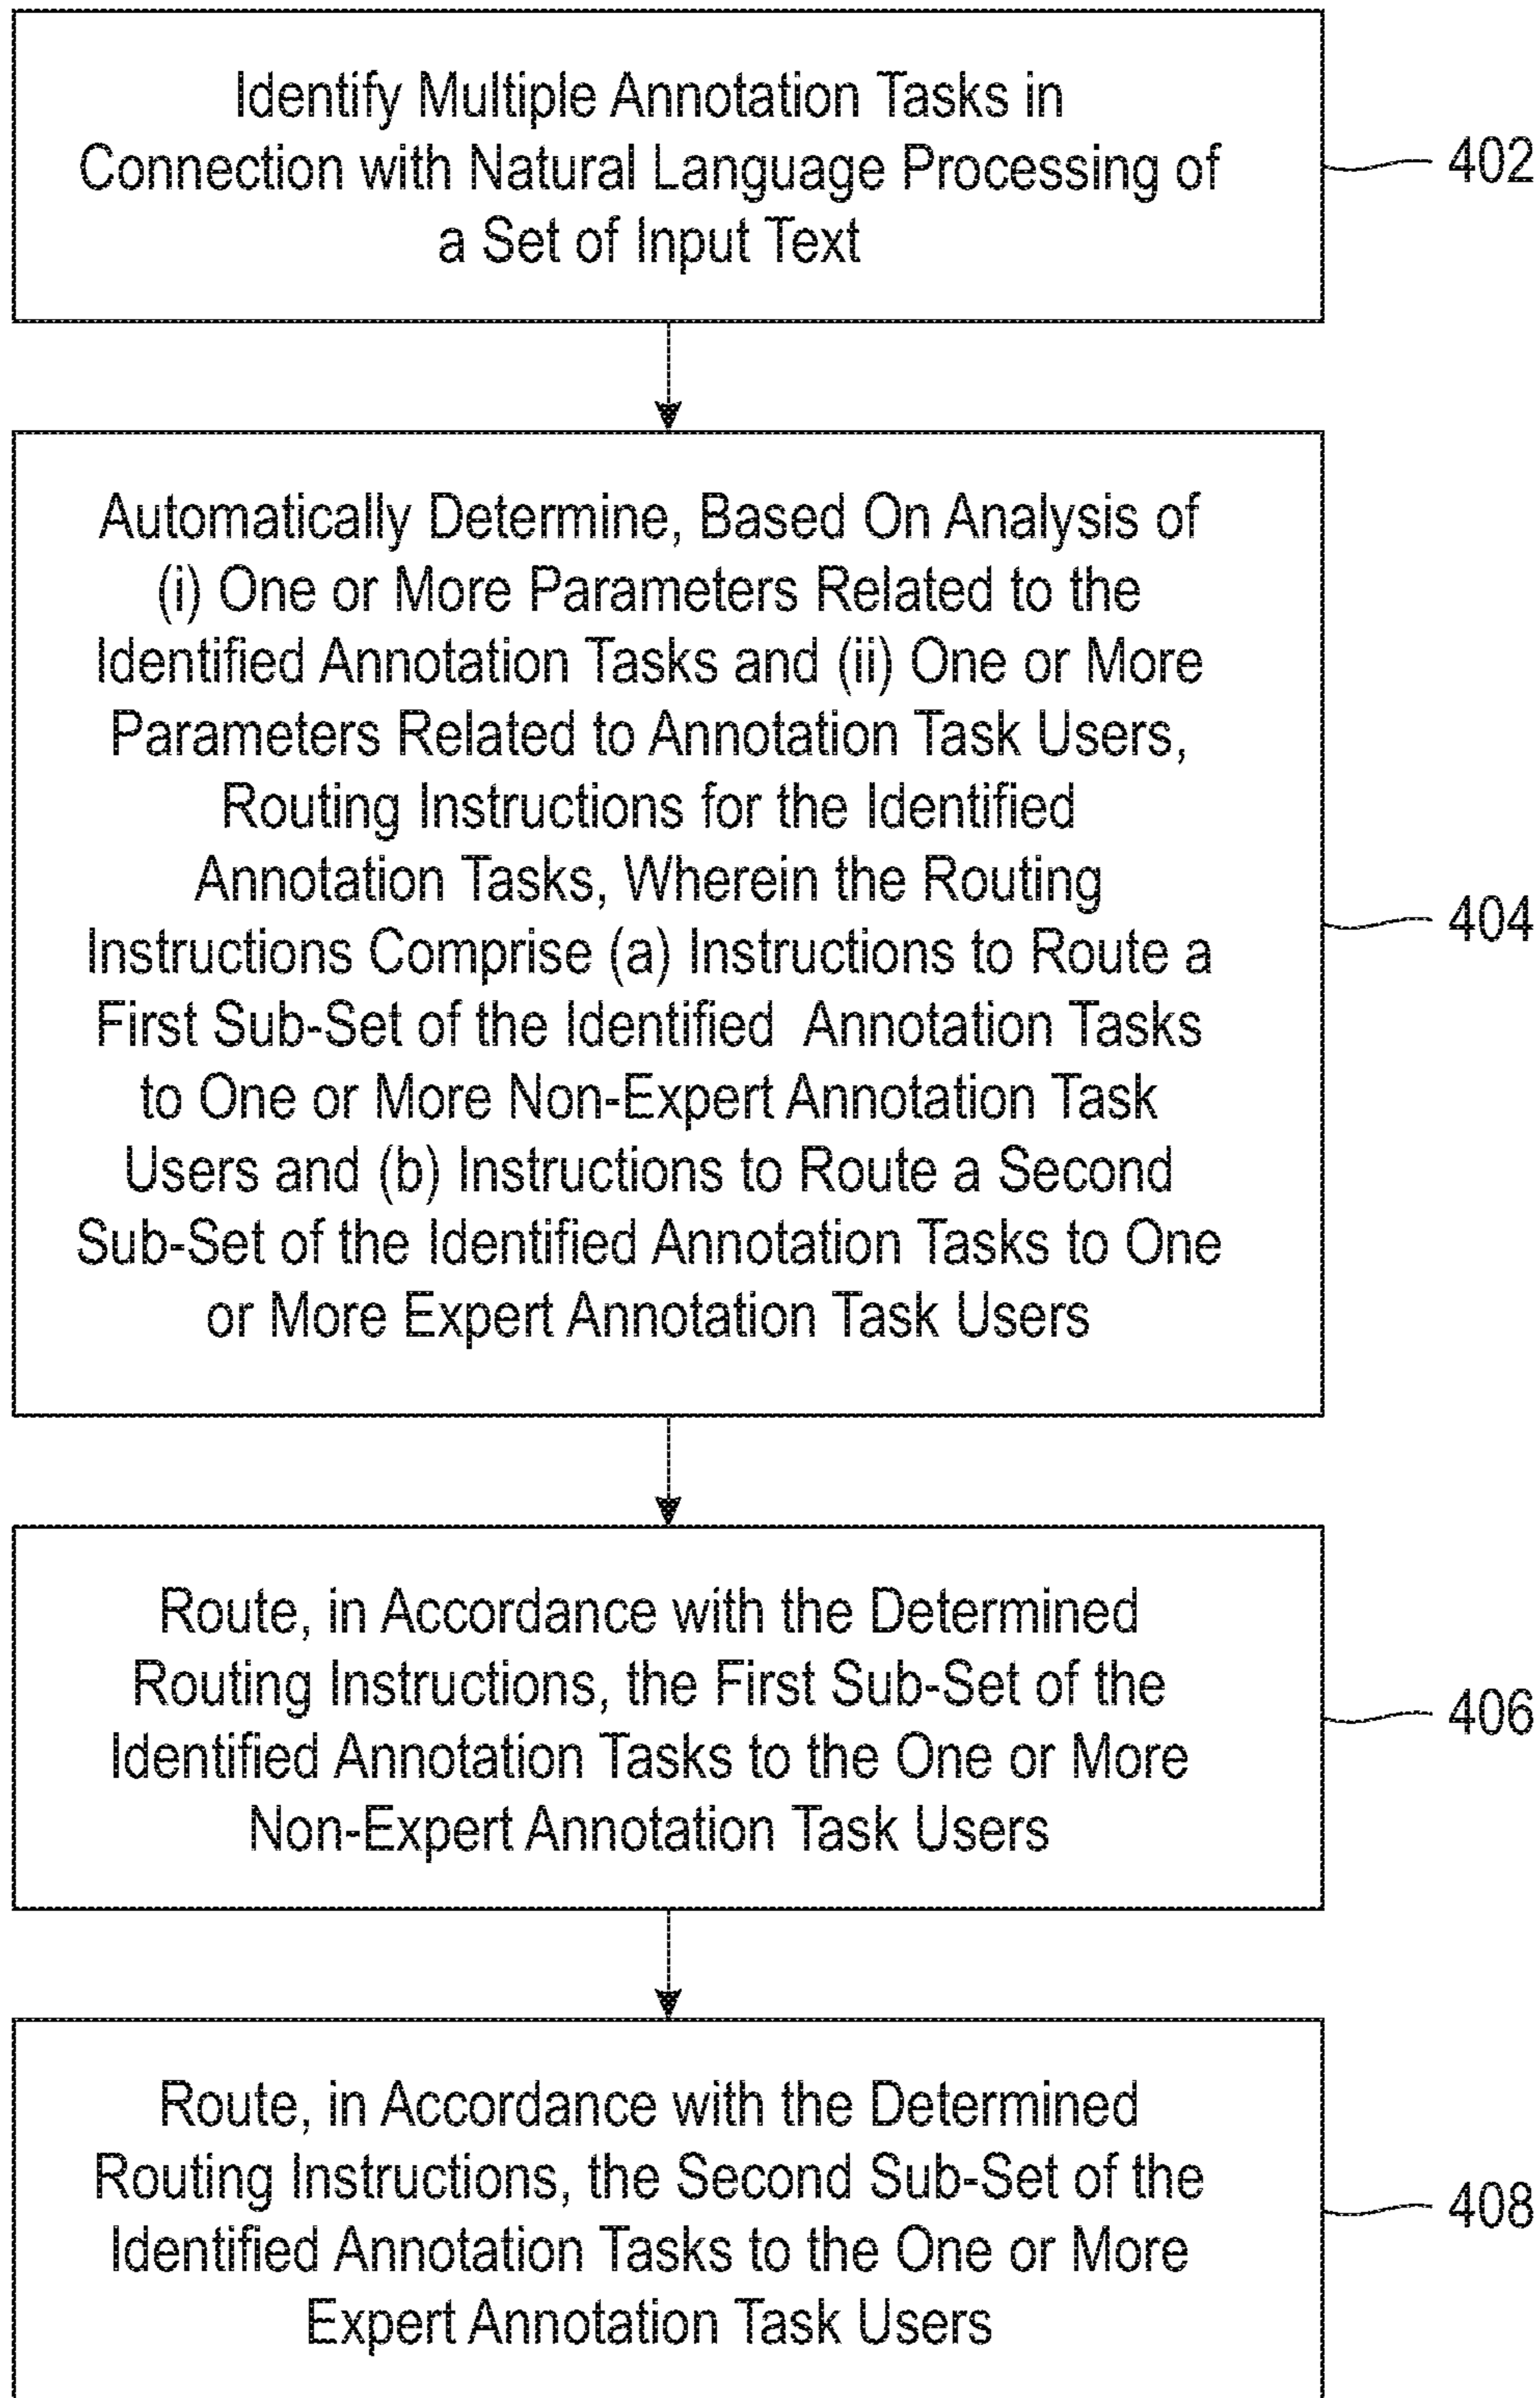 Identify Multiple Annotation Tasks in
Connection with Natural Language Processing of
a Set of Input Text
402
Automatically Determine, Based On Analysis of
(i) One or More Parameters Related to the
Identified Annotation Tasks and (ii) One or More
Parameters Related to Annotation Task Users,
Routing Instructions for the Identified
Annotation Tasks, Wherein the Routing
Instructions Comprise (a) Instructions to Route a
First Sub-Set of the Identified Annotation Tasks
to One or More Non-Expert Annotation Task
Users and (b) Instructions to Route a Second
Sub-Set of the Identified Annotation Tasks to One
or More Expert Annotation Task Users
404
Route, in Accordance with the Determined
Routing Instructions, the First Sub-Set of the
Identified Annotation Tasks to the One or More
Non-Expert Annotation Task Users
406
Route, in Accordance with the Determined
Routing Instructions, the Second Sub-Set of the
Identified Annotation Tasks to the One or More
Expert Annotation Task Users
408